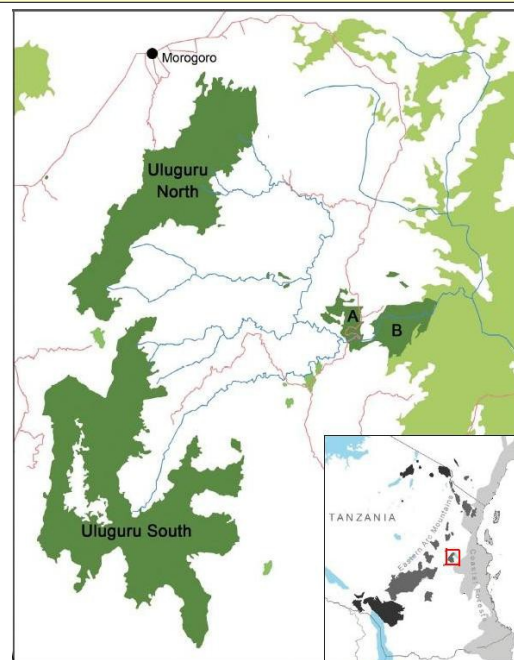 Morogoro
Uluguru
North
A
B
Uluguru South
TANZANIA
Eastern Arc Mountains
Coastal Forest